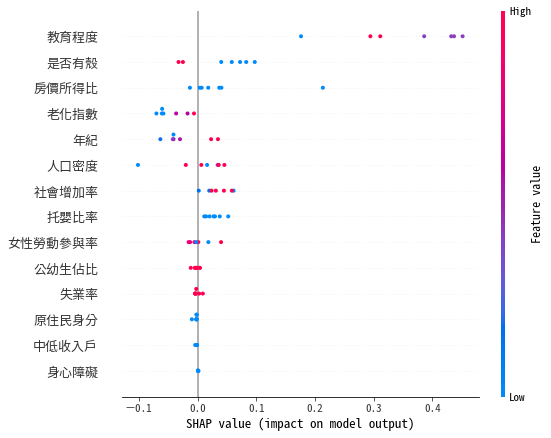 High
教育程度
是否有殼
房價所得比
老化指數
年紀
人口密度
社會增加率
托嬰比率
女性勞動參與率
公幼生佔比
失業率
原住民身分
中低收入戶
身心障礙
Feature value
Low
−0.1 0.0 0.1 0.2 0.3 0.4
SHAP value (impact on model output)